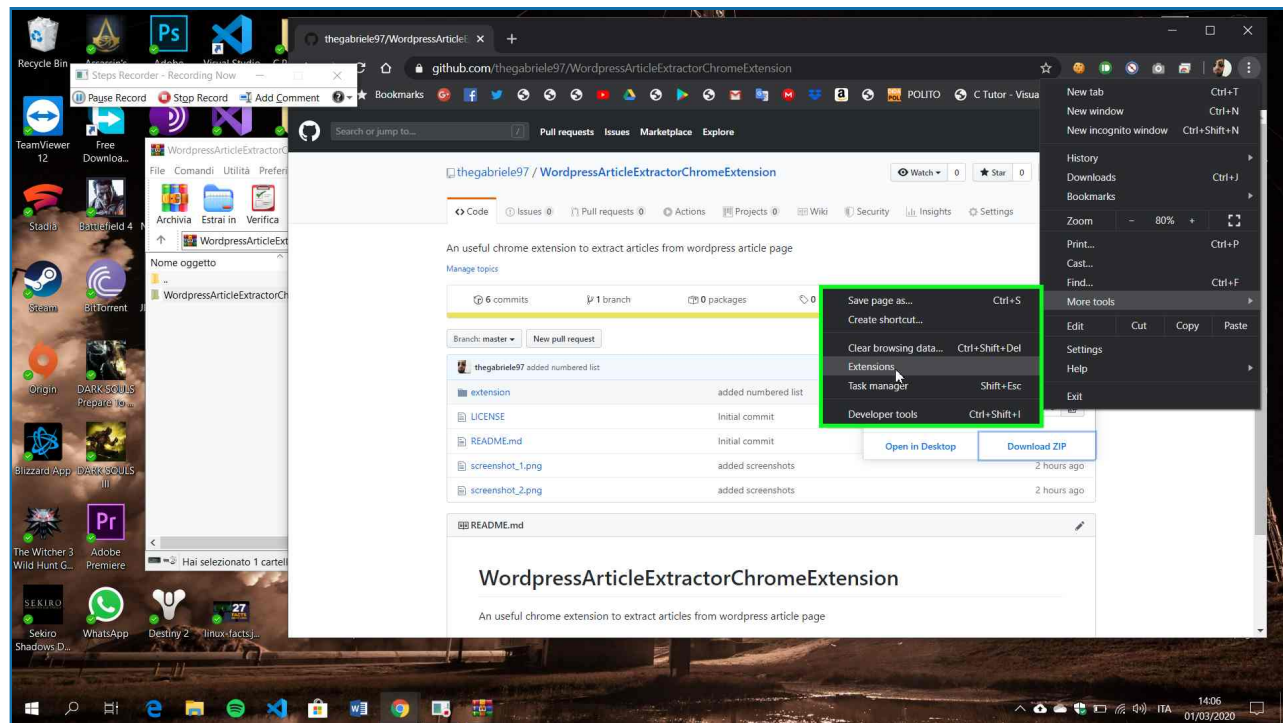 thegabriele97/WordpressArticleE
Recycle Bin
Steps Recorder - Recording Now
Pause Record Stop Record Add Comment
github.com/thegabriele97/WordpressArticleExtractorChromeExtension
Bookmarks POLITO C Tutor - Visua
Search or jump to... / Pull requests Issues Marketplace Explore
TeamViewer 12
Free Downloa...
WordpressArticleExtractorC
File Comandi Utilità Prefer
Archivia Estrai in Verifica
WordpressArticleExt
Nome oggetto
..
WordpressArticleExtractorCh
Stadia Battlefield 4
Steam BitTorrent
Origin DARK SOULS Prepare To...
Blizzard App DARK SOULS III
The Witcher 3 Wild Hunt G...
Adobe Premiere
Hai selezionato 1 cartell
SEKIRO
Sekiro Shadows D...
WhatsApp Destiny 2 linux-facts.j...
27 FACTS
Ps
Pr
thegabriele97 / WordpressArticleExtractorChromeExtension
Watch 0 Star 0
Code Issues 0 Pull requests 0 Actions Projects 0 Wiki Security Insights Settings
An useful chrome extension to extract articles from wordpress article page
Manage topics
6 commits 1 branch 0 packages 0
Branch: master New pull request
thegabriele97 added numbered list
extension added numbered list
LICENSE Initial commit
README.md Initial commit
Open in Desktop Download ZIP
screenshot_1.png added screenshots 2 hours ago
screenshot_2.png added screenshots 2 hours ago
README.md
WordpressArticleExtractorChromeExtension
An useful chrome extension to extract articles from wordpress article page
New tab Ctrl+T
New window Ctrl+N
New incognito window Ctrl+Shift+N
History
Downloads Ctrl+J
Bookmarks
Zoom - 80% +
Print... Ctrl+P
Cast...
Find... Ctrl+F
More tools
Edit Cut Copy Paste
Settings
Help
Exit
Save page as... Ctrl+S
Create shortcut...
Clear browsing data... Ctrl+Shift+Del
Extensions
Task manager Shift+Esc
Developer tools Ctrl+Shift+I
ITA
14:06
01/03/2020